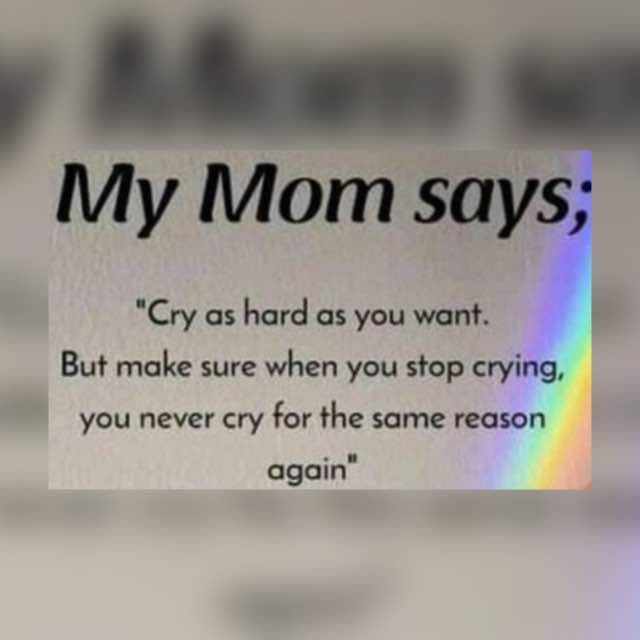 My Mom says;
"Cry as hard as you want.
But make sure when you stop crying,
you never cry for the same reason
again"